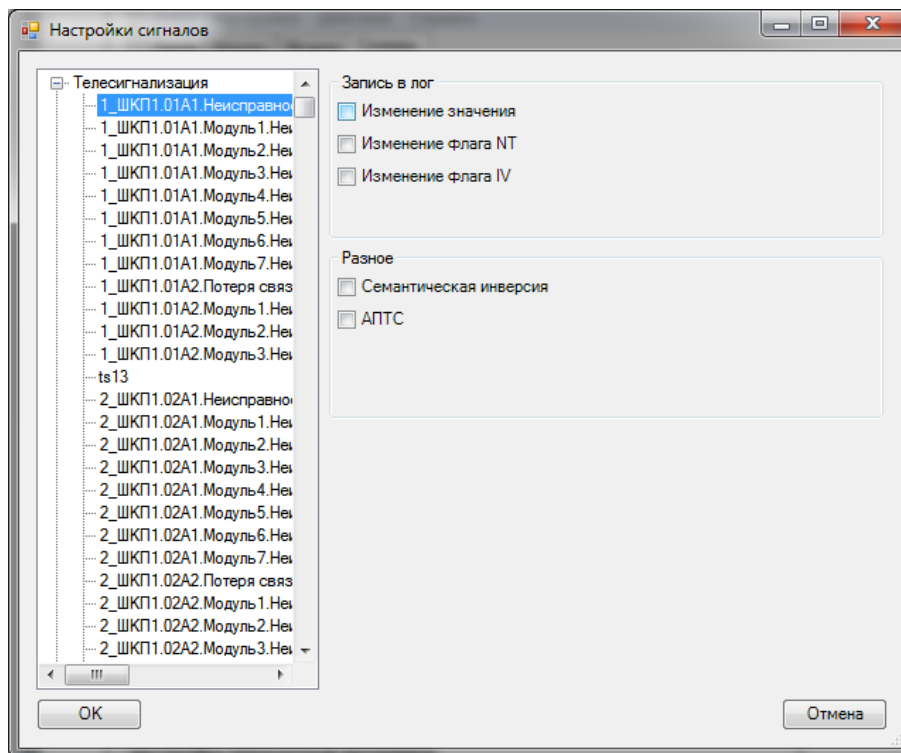 Настройки сигналов
Телесигнализация
1_ШКП1.01А1.Неисправно
1_ШКП1.01А1.Модуль1.Неи
1_ШКП1.01А1.Модуль2.Неи
1_ШКП1.01А1.Модуль3.Неи
1_ШКП1.01А1.Модуль4.Неи
1_ШКП1.01А1.Модуль5.Неи
1_ШКП1.01А1.Модуль6.Неи
1_ШКП1.01А1.Модуль7.Неи
1_ШКП1.01А2.Потеря связ
1_ШКП1.01А2.Модуль1.Неи
1_ШКП1.01А2.Модуль2.Неи
1_ШКП1.01А2.Модуль3.Неи
ts13
2_ШКП1.02А1.Неисправно
2_ШКП1.02А1.Модуль1.Неи
2_ШКП1.02А1.Модуль2.Неи
2_ШКП1.02А1.Модуль3.Неи
2_ШКП1.02А1.Модуль4.Неи
2_ШКП1.02А1.Модуль5.Неи
2_ШКП1.02А1.Модуль6.Неи
2_ШКП1.02А1.Модуль7.Неи
2_ШКП1.02А2.Потеря связ
2_ШКП1.02А2.Модуль1.Неи
2_ШКП1.02А2.Модуль2.Неи
2_ШКП1.02А2.Модуль3.Неи
Запись в лог
Изменение значения
Изменение флага NT
Изменение флага IV
Разное
Семантическая инверсия
АПТС
OK
Отмена